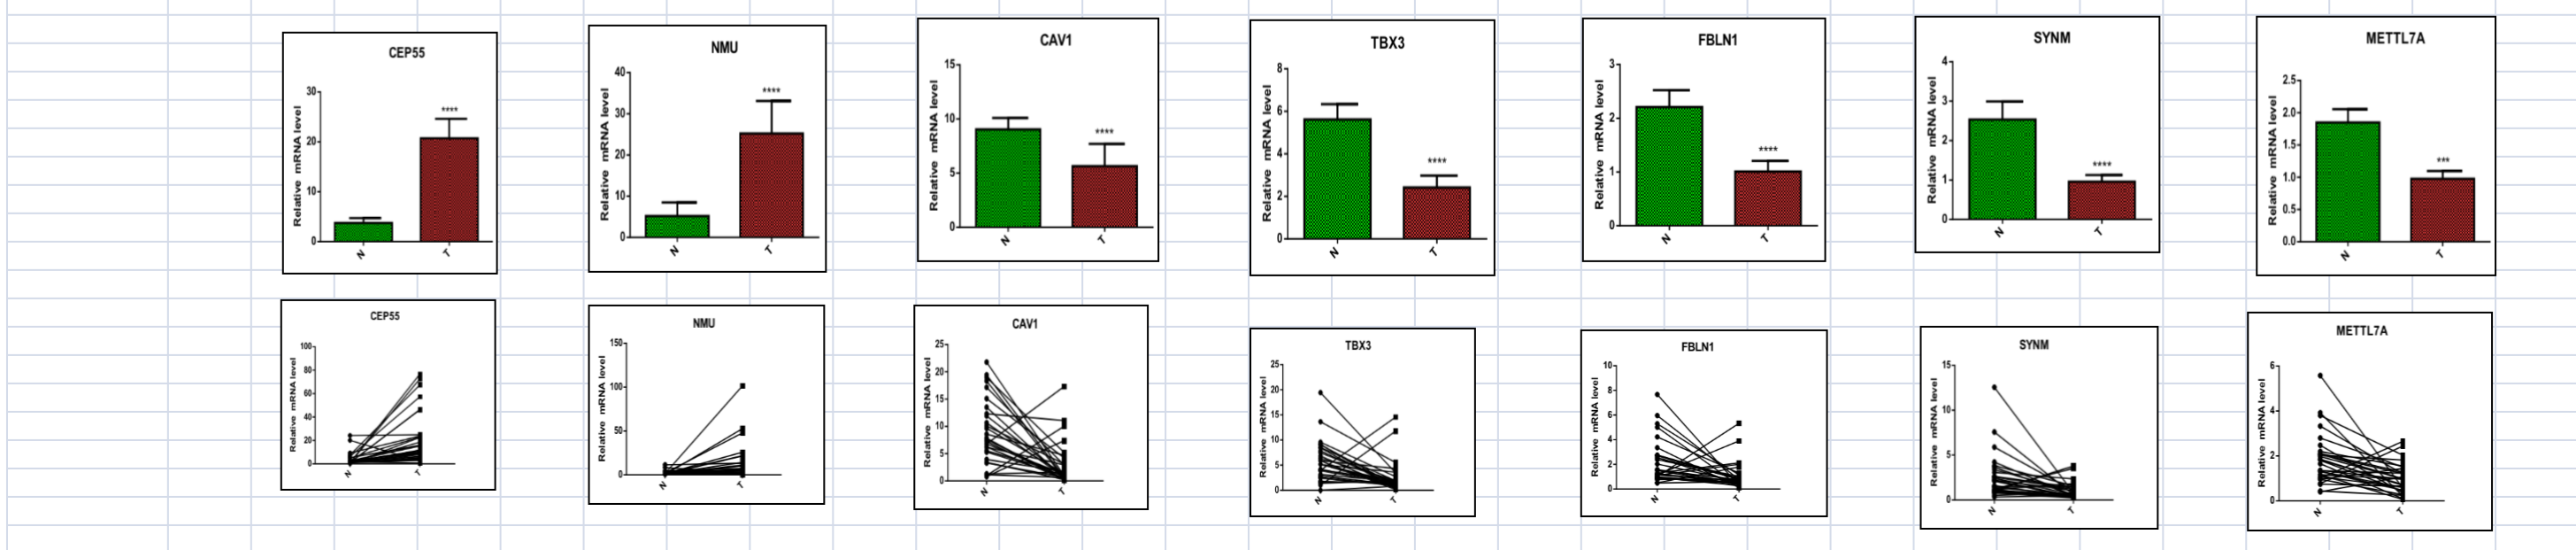 CEP55
Relative mRNA level
30
20
10
0
****
N
T
NMU
Relative mRNA level
40
30
20
10
0
****
N
T
CAV1
Relative mRNA level
15
10
5
0
****
N
T
TBX3
Relative mRNA level
8
6
4
2
0
****
N
T
FBLN1
Relative mRNA level
3
2
1
0
****
N
T
SYNM
Relative mRNA level
4
3
2
1
0
****
N
T
METTL7A
Relative mRNA level
2.5
2.0
1.5
1.0
0.5
0.0
***
N
T
CEP55
Relative mRNA level
100
80
60
40
20
0
N
T
NMU
Relative mRNA level
150
100
50
0
N
T
CAV1
Relative mRNA level
25
20
15
10
5
0
N
T
TBX3
Relative mRNA level
25
20
15
10
5
0
N
T
FBLN1
Relative mRNA level
10
8
6
4
2
0
N
T
SYNM
Relative mRNA level
15
10
5
0
N
T
METTL7A
Relative mRNA level
6
4
2
0
N
T